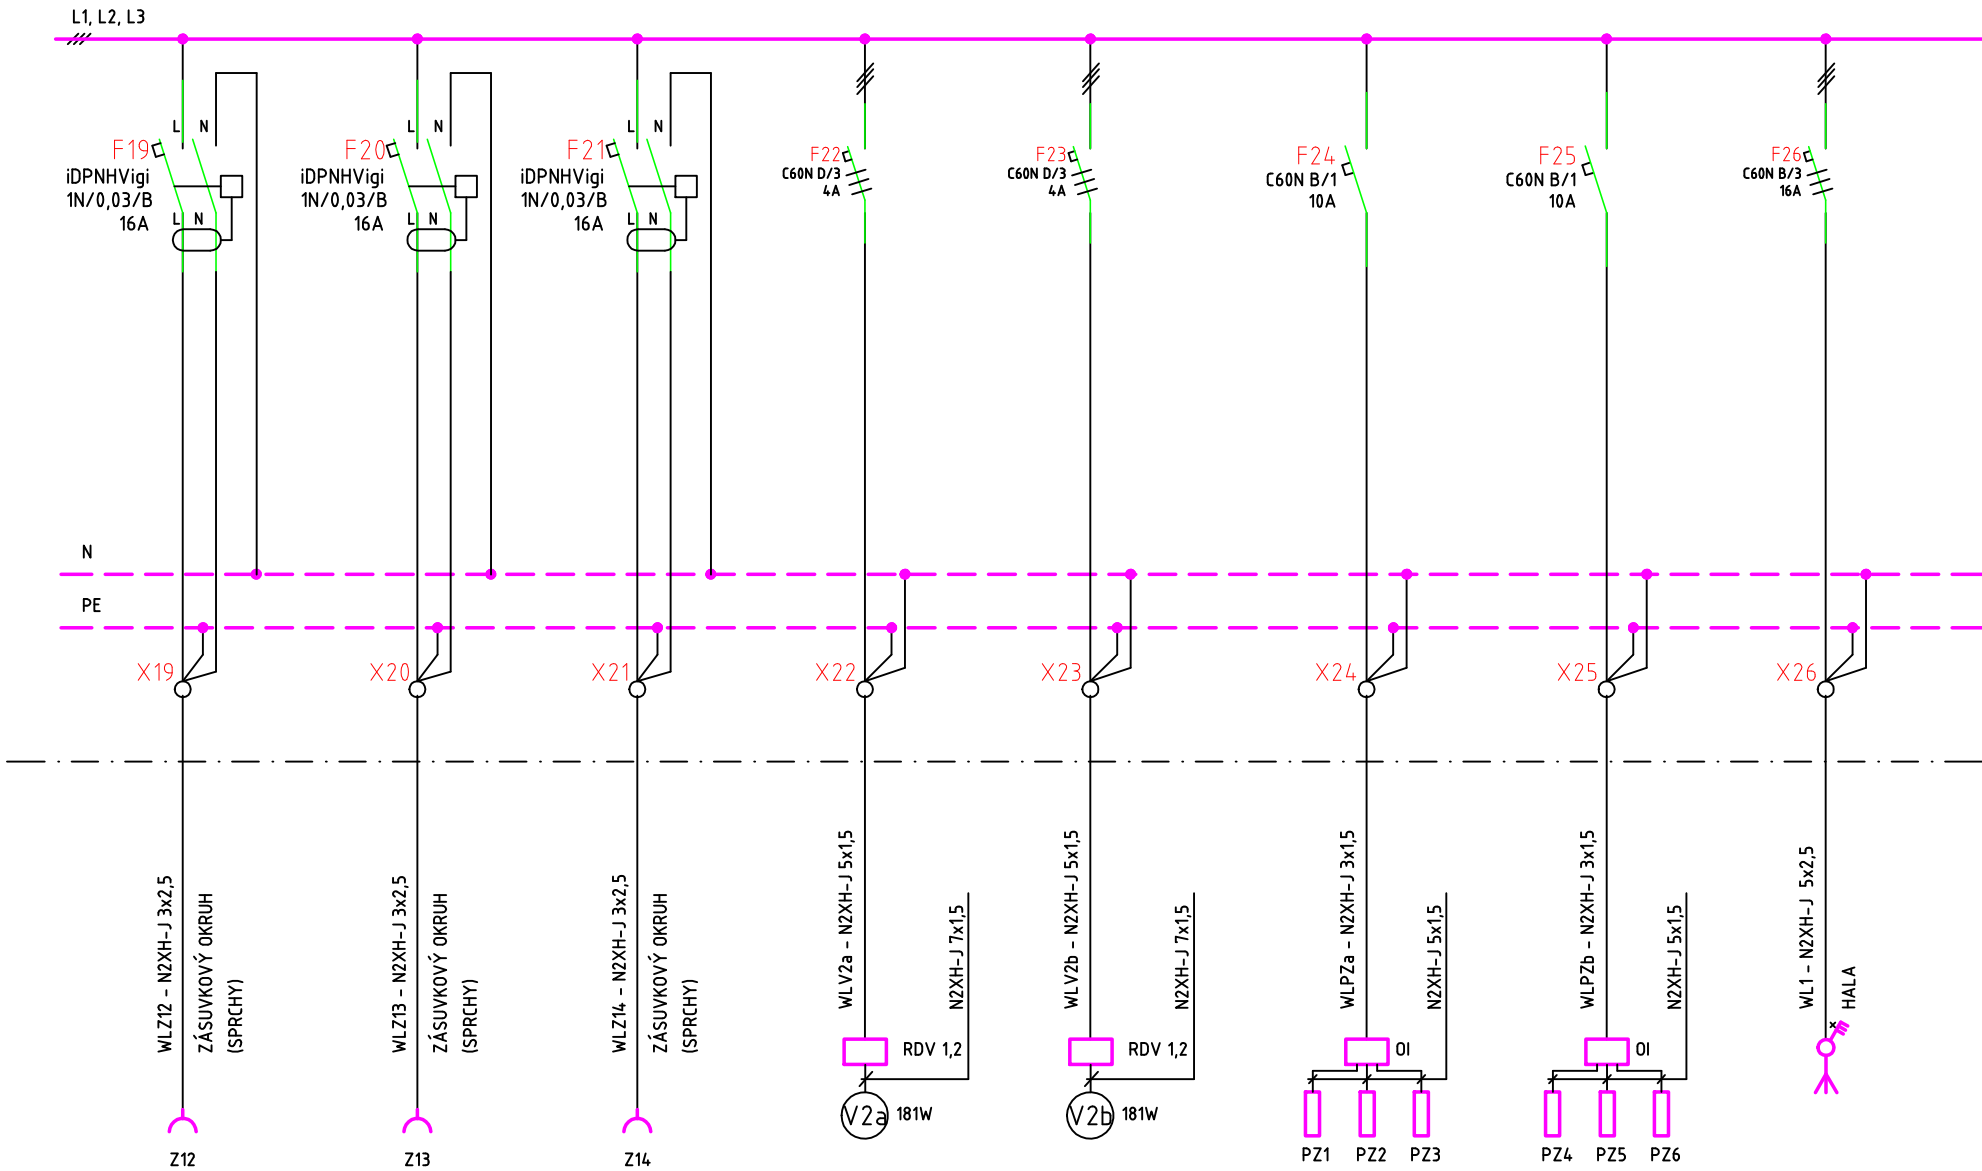 L1, L2, L3
L N
F19
iDPNHVigi
1N/0,03/B
16A
L N
L N
F20
iDPNHVigi
1N/0,03/B
16A
L N
L N
F21
iDPNHVigi
1N/0,03/B
16A
L N
F22
C60N D/3
4A
F23
C60N D/3
4A
F24
C60N B/1
10A
F25
C60N B/1
10A
F26
C60N B/3
16A
N
PE
X19
X20
X21
X22
X23
X24
X25
X26
WLZ12 - N2XH-J 3x2,5
ZÁSUVKOVÝ OKRUH
(SPRCHY)
WLZ13 - N2XH-J 3x2,5
ZÁSUVKOVÝ OKRUH
(SPRCHY)
WLZ14 - N2XH-J 3x2,5
ZÁSUVKOVÝ OKRUH
(SPRCHY)
WLV2a - N2XH-J 5x1,5
N2XH-J 7x1,5
WLV2b - N2XH-J 5x1,5
N2XH-J 7x1,5
WLPZa - N2XH-J 3x1,5
N2XH-J 5x1,5
WLPZb - N2XH-J 3x1,5
N2XH-J 5x1,5
WL1 - N2XH-J 5x2,5
HALA
RDV 1,2
RDV 1,2
OI
OI
x
V2a 181W
V2b 181W
Z12
Z13
Z14
PZ1 PZ2 PZ3
PZ4 PZ5 PZ6